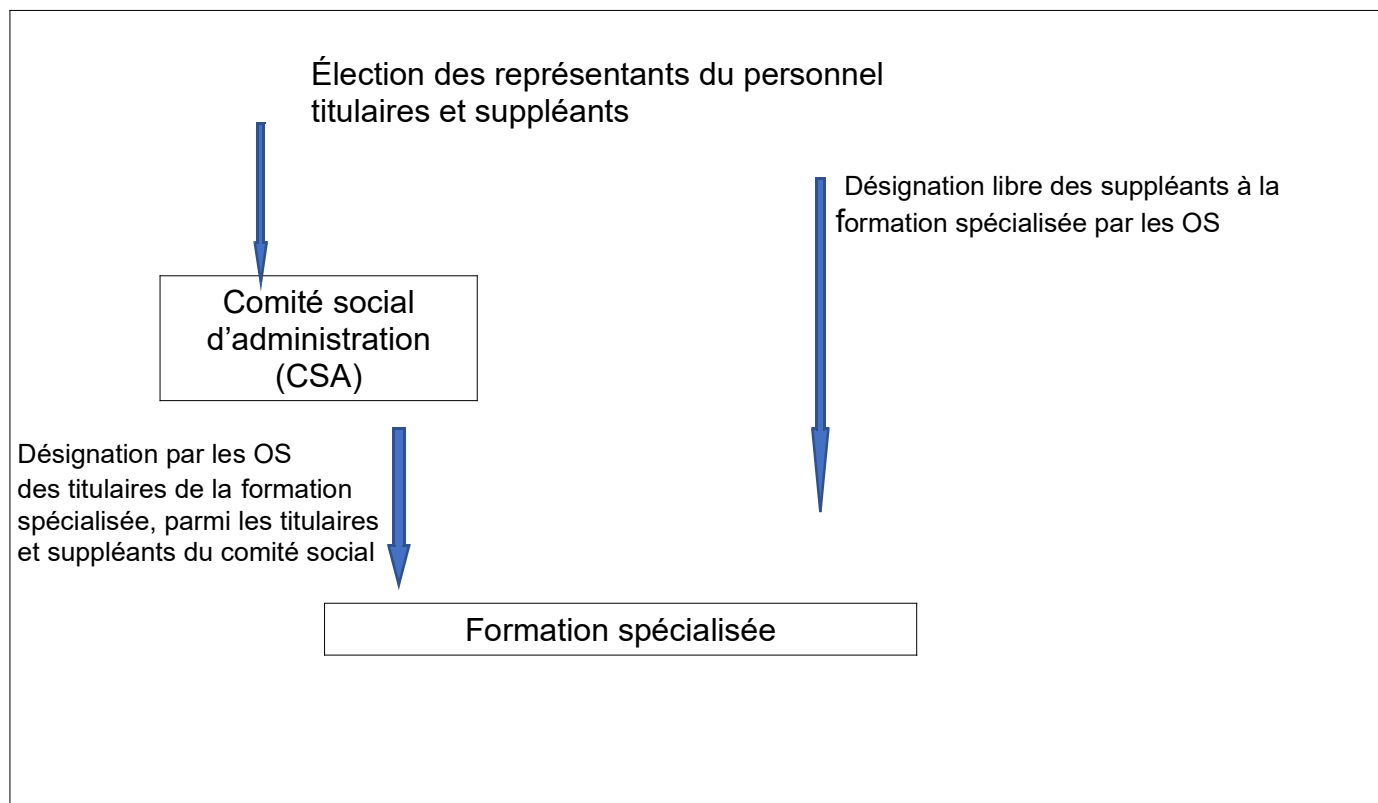 Élection des représentants du personnel
titulaires et suppléants
Désignation libre des suppléants à la
formation spécialisée par les OS
Comité social
d’administration
(CSA)
Désignation par les OS
des titulaires de la formation
spécialisée, parmi les titulaires
et suppléants du comité social
Formation spécialisée